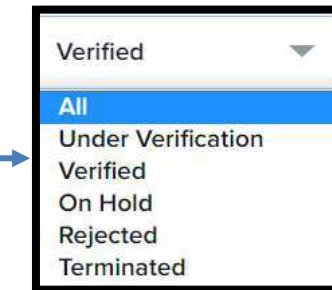 Verified
All
Under Verification
Verified
On Hold
Rejected
Terminated